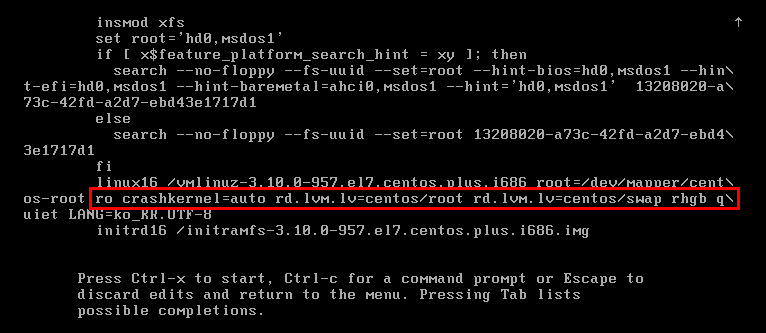 insmod xfs ↑
set root='hd0,msdos1'
if [ x$feature_platform_search_hint = xy ]; then
search --no-floppy --fs-uuid --set=root --hint-bios=hd0,msdos1 --hin\
t-efi=hd0,msdos1 --hint-baremetal=ahci0,msdos1 --hint='hd0,msdos1'  13208020-a\
73c-42fd-a2d7-ebd43e1717d1
else
search --no-floppy --fs-uuid --set=root 13208020-a73c-42fd-a2d7-ebd4\
3e1717d1
fi
linux16 /vmlinuz-3.10.0-957.el7.centos.plus.i686 root=/dev/mapper/cent\
os-root ro crashkernel=auto rd.lvm.lv=centos/root rd.lvm.lv=centos/swap rhgb q\
uiet LANG=ko_KR.UTF-8
initrd16 /initramfs-3.10.0-957.el7.centos.plus.i686.img
Press Ctrl-x to start, Ctrl-c for a command prompt or Escape to
discard edits and return to the menu. Pressing Tab lists
possible completions.